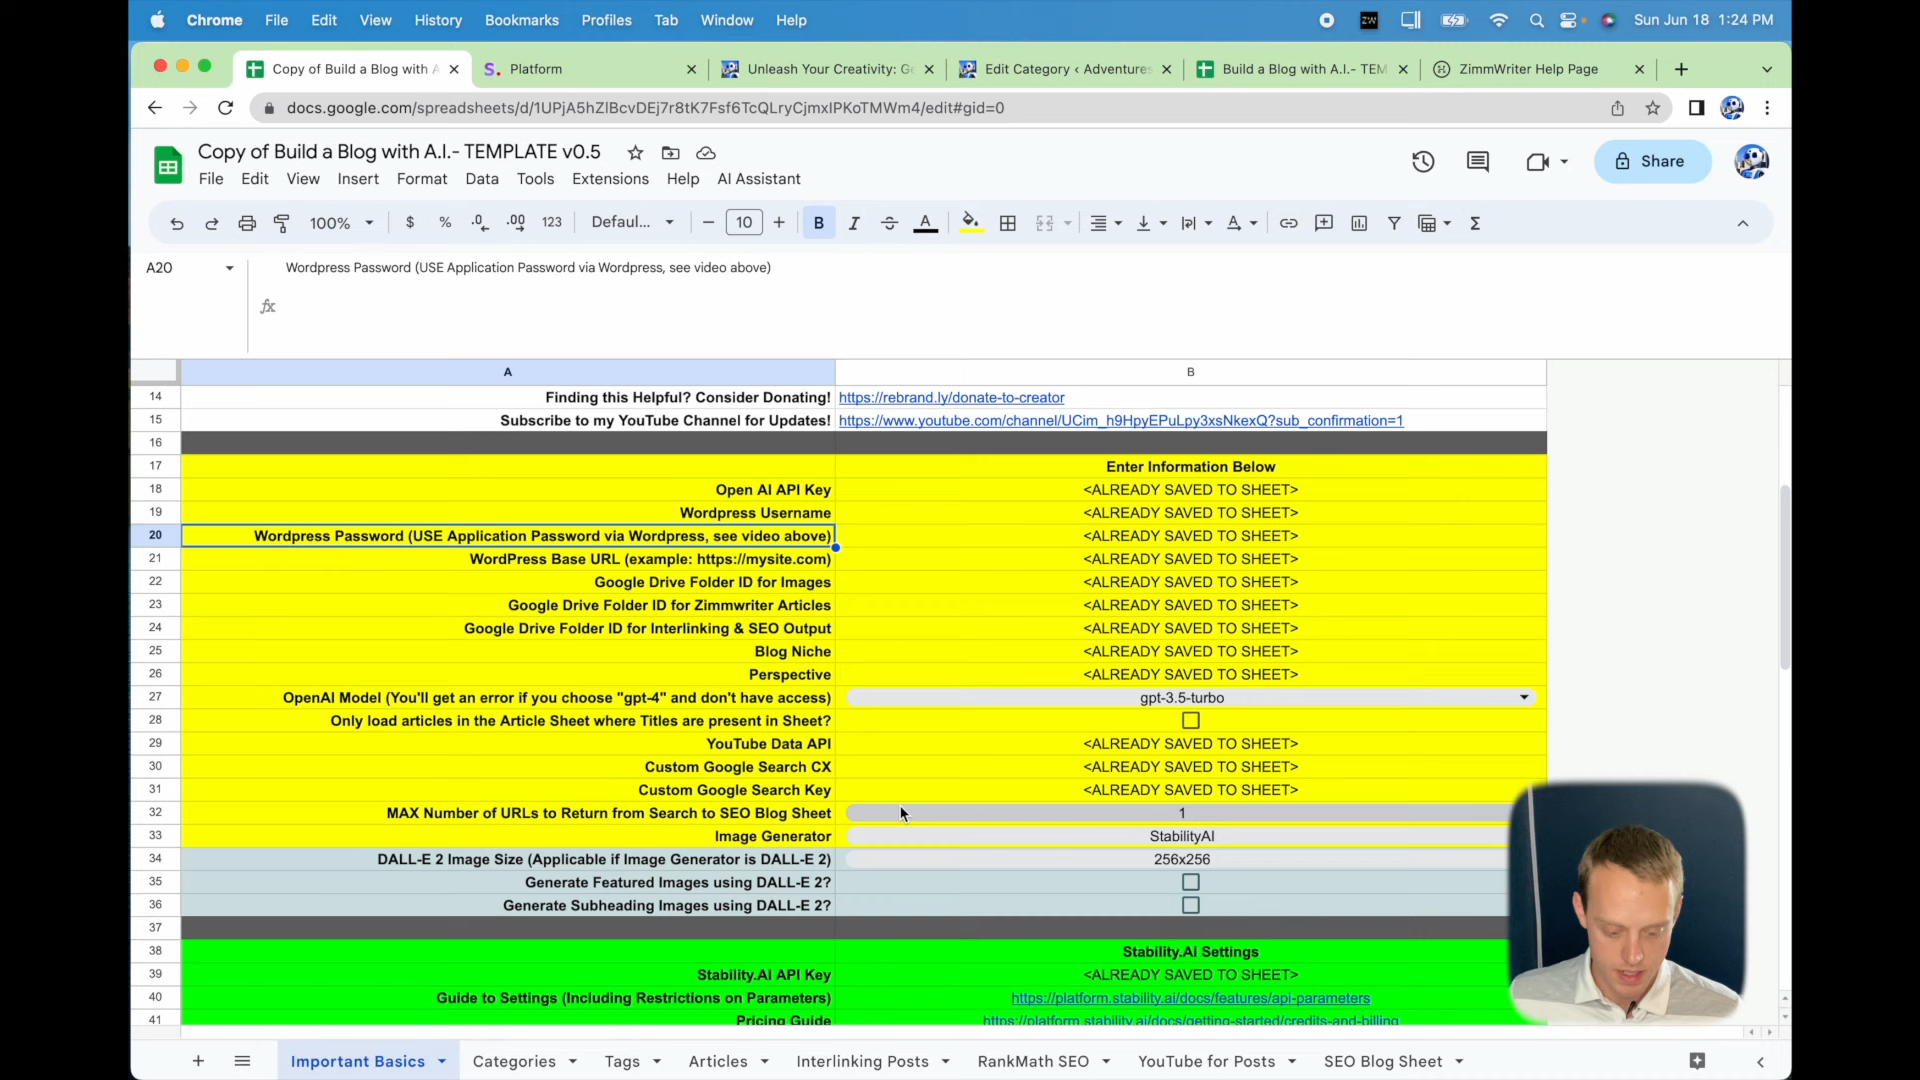 Chrome File Edit View History Bookmarks Profiles Tab Window Help ZW Sun Jun 18 1:24 PM
Copy of Build a Blog with A S. Platform Unleash Your Creativity: Ge Edit Category ‹ Adventures Build a Blog with A.I.- TEM ZimmWriter Help Page
docs.google.com/spreadsheets/d/1UPjA5hZlBcvDEj7r8tK7Fsf6TcQLryCjmxIPKoTMWm4/edit#gid=0
Copy of Build a Blog with A.I.- TEMPLATE v0.5
Share
File Edit View Insert Format Data Tools Extensions Help AI Assistant
100% $ % .0 .00 123 Defaul... 10 B I S A Σ
A20 Wordpress Password (USE Application Password via Wordpress, see video above)
fx
A B
14 Finding this Helpful? Consider Donating! https://rebrand.ly/donate-to-creator
15 Subscribe to my YouTube Channel for Updates! https://www.youtube.com/channel/UCim_h9HpyEPuLpy3xsNkexQ?sub_confirmation=1
16
17 Enter Information Below
18 Open AI API Key <ALREADY SAVED TO SHEET>
19 Wordpress Username <ALREADY SAVED TO SHEET>
20 Wordpress Password (USE Application Password via Wordpress, see video above) <ALREADY SAVED TO SHEET>
21 WordPress Base URL (example: https://mysite.com) <ALREADY SAVED TO SHEET>
22 Google Drive Folder ID for Images <ALREADY SAVED TO SHEET>
23 Google Drive Folder ID for Zimmwriter Articles <ALREADY SAVED TO SHEET>
24 Google Drive Folder ID for Interlinking & SEO Output <ALREADY SAVED TO SHEET>
25 Blog Niche <ALREADY SAVED TO SHEET>
26 Perspective <ALREADY SAVED TO SHEET>
27 OpenAI Model (You'll get an error if you choose "gpt-4" and don't have access) gpt-3.5-turbo
28 Only load articles in the Article Sheet where Titles are present in Sheet?
29 YouTube Data API <ALREADY SAVED TO SHEET>
30 Custom Google Search CX <ALREADY SAVED TO SHEET>
31 Custom Google Search Key <ALREADY SAVED TO SHEET>
32 MAX Number of URLs to Return from Search to SEO Blog Sheet 1
33 Image Generator StabilityAI
34 DALL-E 2 Image Size (Applicable if Image Generator is DALL-E 2) 256x256
35 Generate Featured Images using DALL-E 2?
36 Generate Subheading Images using DALL-E 2?
37
38 Stability.AI Settings
39 Stability.AI API Key <ALREADY SAVED TO SHEET>
40 Guide to Settings (Including Restrictions on Parameters) https://platform.stability.ai/docs/features/api-parameters
41 Pricing Guide https://platform.stability.ai/docs/getting-started/credits-and-billing
Important Basics Categories Tags Articles Interlinking Posts RankMath SEO YouTube for Posts SEO Blog Sheet